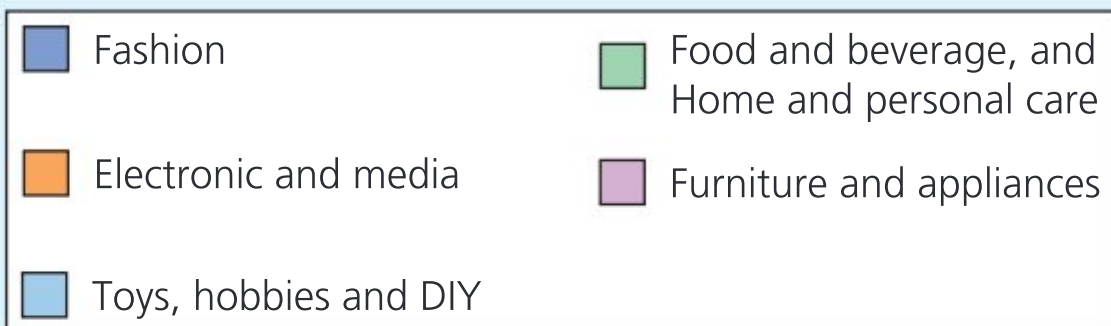 Fashion
Electronic and media
Toys, hobbies and DIY
Food and beverage, and
Home and personal care
Furniture and appliances